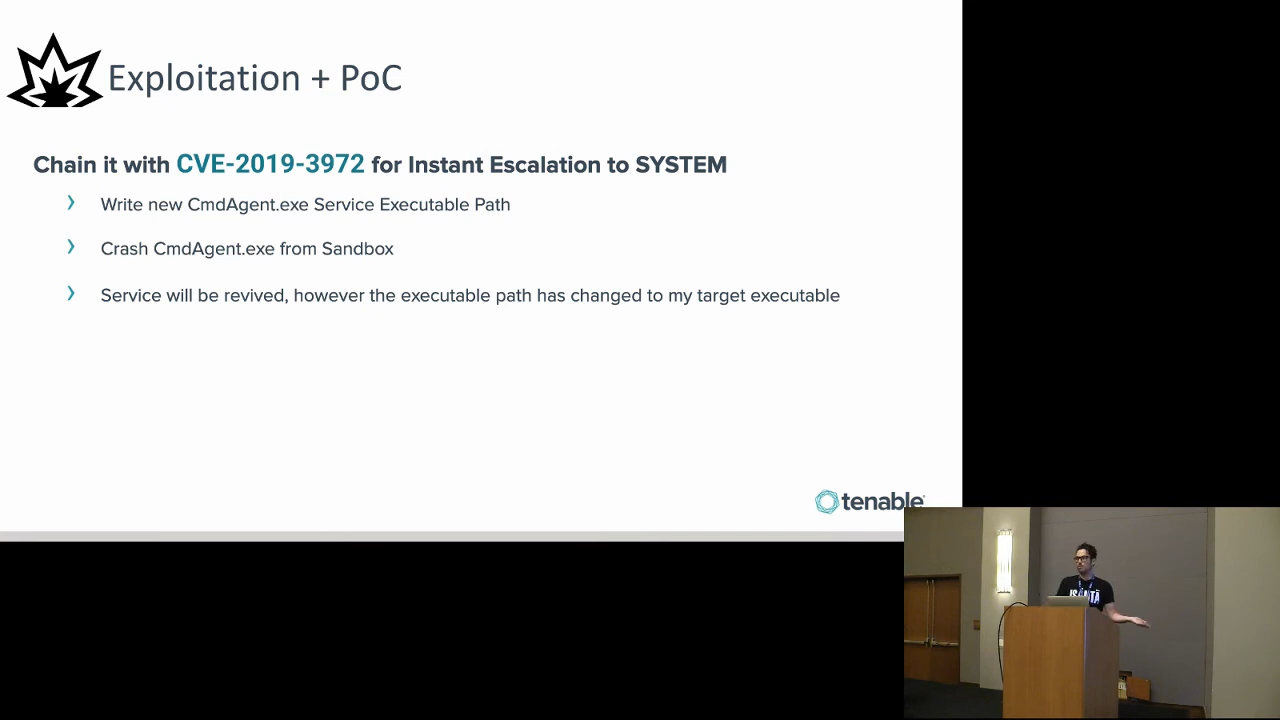 Exploitation + PoC
Chain it with CVE-2019-3972 for Instant Escalation to SYSTEM
› Write new CmdAgent.exe Service Executable Path
› Crash CmdAgent.exe from Sandbox
› Service will be revived, however the executable path has changed to my target executable
tenable